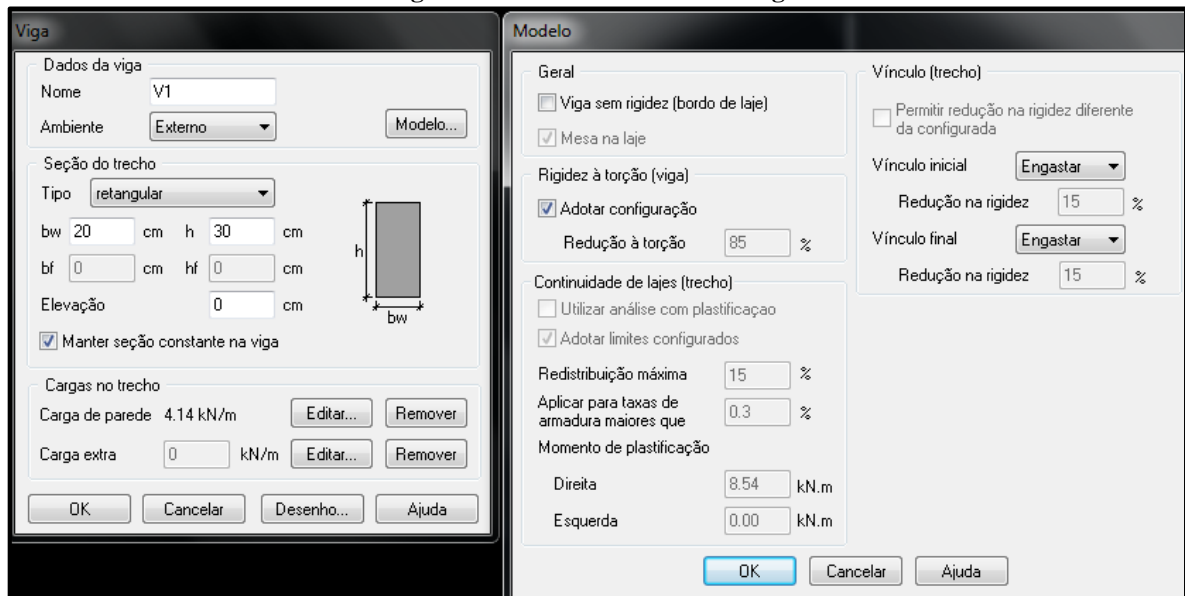 Viga
Dados da viga
Nome V1
Ambiente Externo Modelo...
Seção do trecho
Tipo retangular
bw 20 cm h 30 cm
bf 0 cm hf 0 cm
Elevação 0 cm
h
bw
Manter seção constante na viga
Cargas no trecho
Carga de parede 4.14 kN/m Editar... Remover
Carga extra 0 kN/m Editar... Remover
OK Cancelar Desenho... Ajuda
Modelo
Geral
Viga sem rigidez (bordo de laje)
Mesa na laje
Rigidez à torção (viga)
Adotar configuração
Redução à torção 85 %
Continuidade de lajes (trecho)
Utilizar análise com plastificaçao
Adotar limites configurados
Redistribuição máxima 15 %
Aplicar para taxas de
armadura maiores que 0.3 %
Momento de plastificação
Direita 8.54 kN.m
Esquerda 0.00 kN.m
Vínculo (trecho)
Permitir redução na rigidez diferente
da configurada
Vínculo inicial Engastar
Redução na rigidez 15 %
Vínculo final Engastar
Redução na rigidez 15 %
OK Cancelar Ajuda